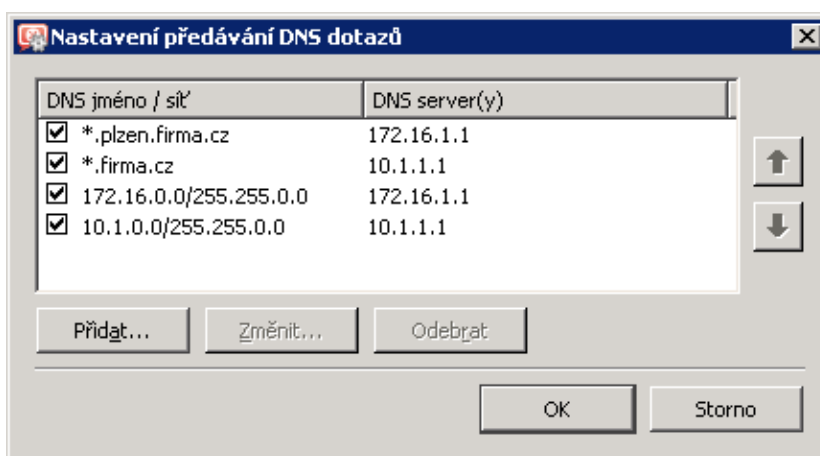 Nastavení předávání DNS dotazů
DNS jméno / síť DNS server(y)
*.plzen.firma.cz 172.16.1.1
*.firma.cz 10.1.1.1
172.16.0.0/255.255.0.0 172.16.1.1
10.1.0.0/255.255.0.0 10.1.1.1
Přidat... Změnit... Odebrat
OK Storno